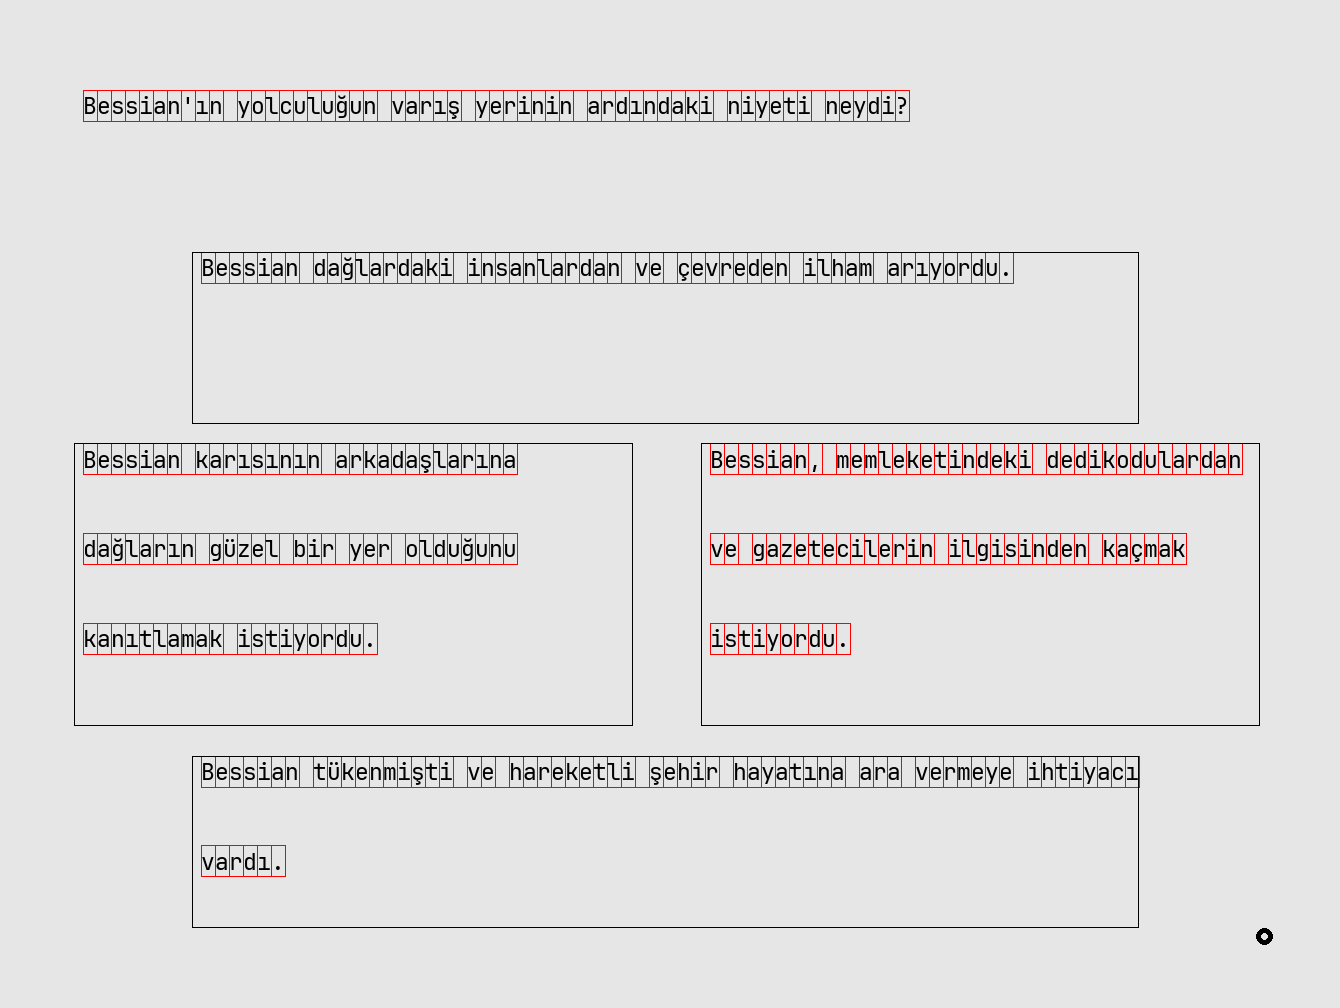 Bessian'ın yolculuğun varış yerinin ardındaki niyeti neydi?
Bessian dağlardaki insanlardan ve çevreden ilham arıyordu.
Bessian karısının arkadaşlarına
dağların güzel bir yer olduğunu
kanıtlamak istiyordu.
Bessian, memleketindeki dedikodulardan
ve gazetecilerin ilgisinden kaçmak
istiyordu.
Bessian tükenmişti ve hareketli şehir hayatına ara vermeye ihtiyacı
vardı.